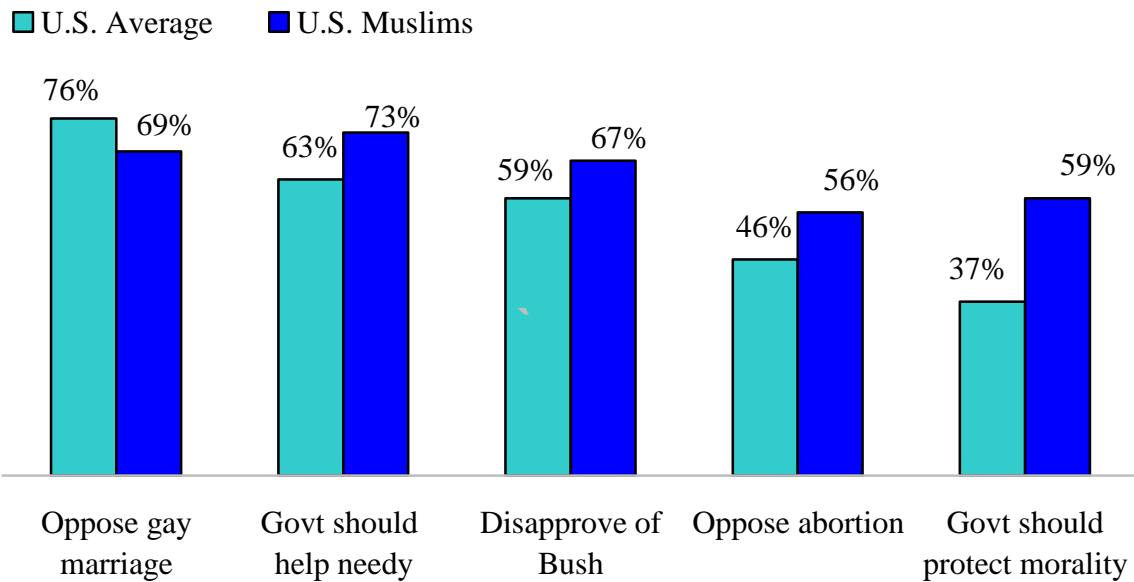 U.S. Average U.S. Muslims
76%
69%
63%
73%
59%
67%
46%
56%
37%
59%
Oppose gay
marriage
Govt should
help needy
Disapprove of
Bush
Oppose abortion
Govt should
protect morality